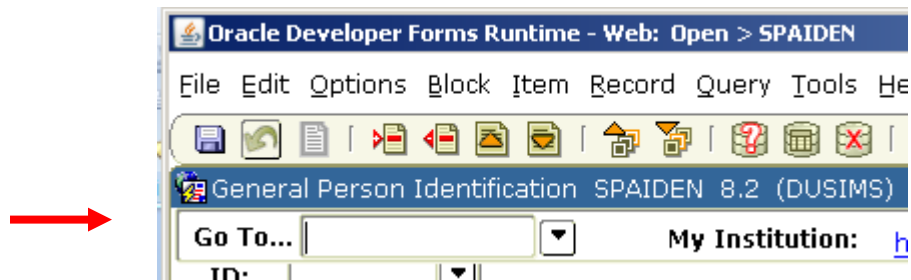 Oracle Developer Forms Runtime - Web: Open > SPAIDEN
File Edit Options Block Item Record Query Tools He
General Person Identification SPAIDEN 8.2 (DUSIMS)
Go To... My Institution: h
ID: